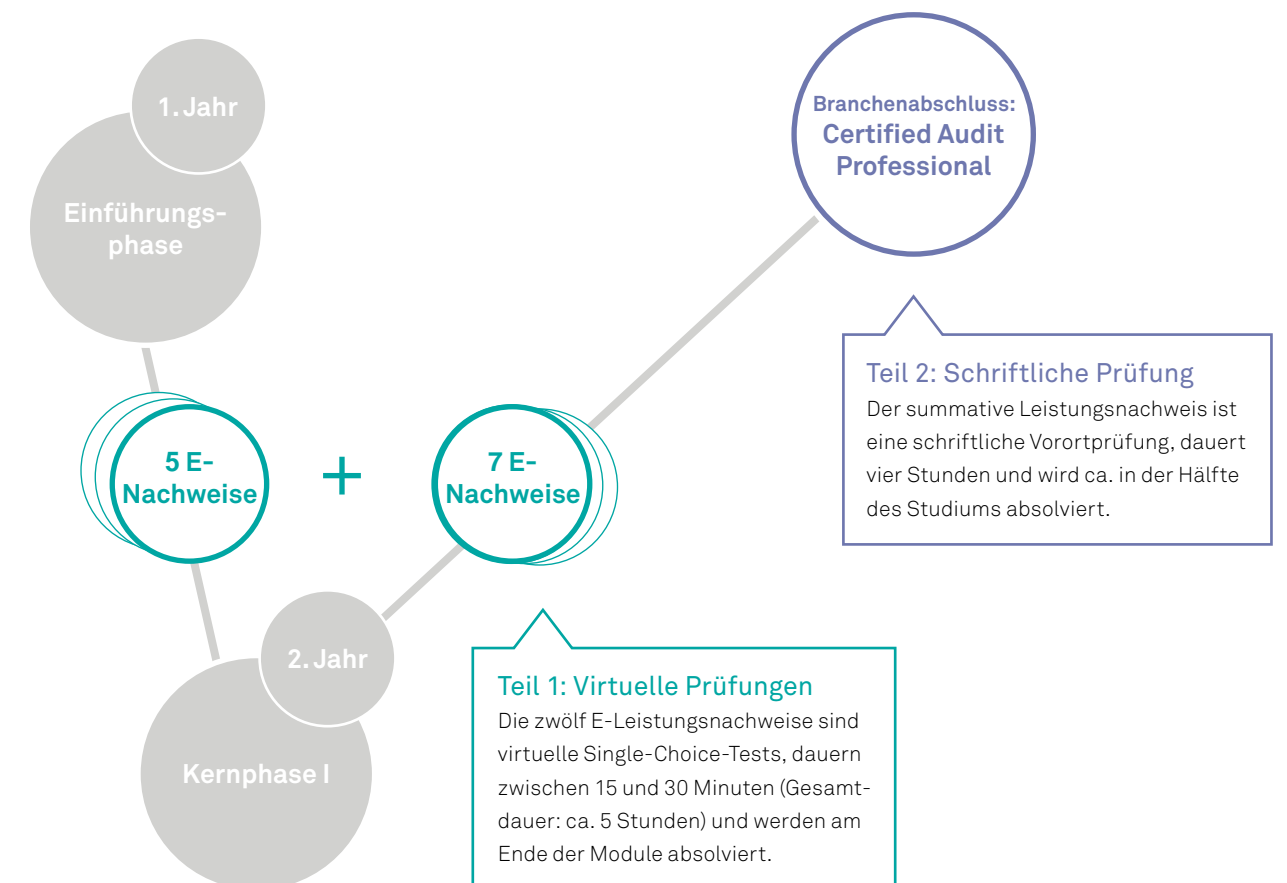 1. Jahr
Einführungs-
phase
Branchenabschluss:
Certified Audit
Professional
5 E-
Nachweise
+
7 E-
Nachweise
Teil 2: Schriftliche Prüfung
Der summative Leistungsnachweis ist
eine schriftliche Vorortprüfung, dauert
vier Stunden und wird ca. in der Hälfte
des Studiums absolviert.
2. Jahr
Kernphase I
Teil 1: Virtuelle Prüfungen
Die zwölf E-Leistungsnachweise sind
virtuelle Single-Choice-Tests, dauern
zwischen 15 und 30 Minuten (Gesamt-
dauer: ca. 5 Stunden) und werden am
Ende der Module absolviert.